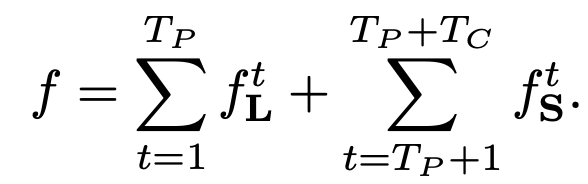 $f = \sum_{t=1}^{T_P} f_{\mathbf{L}}^t + \sum_{t=T_P+1}^{T_P+T_C} f_{\mathbf{S}}^t.$